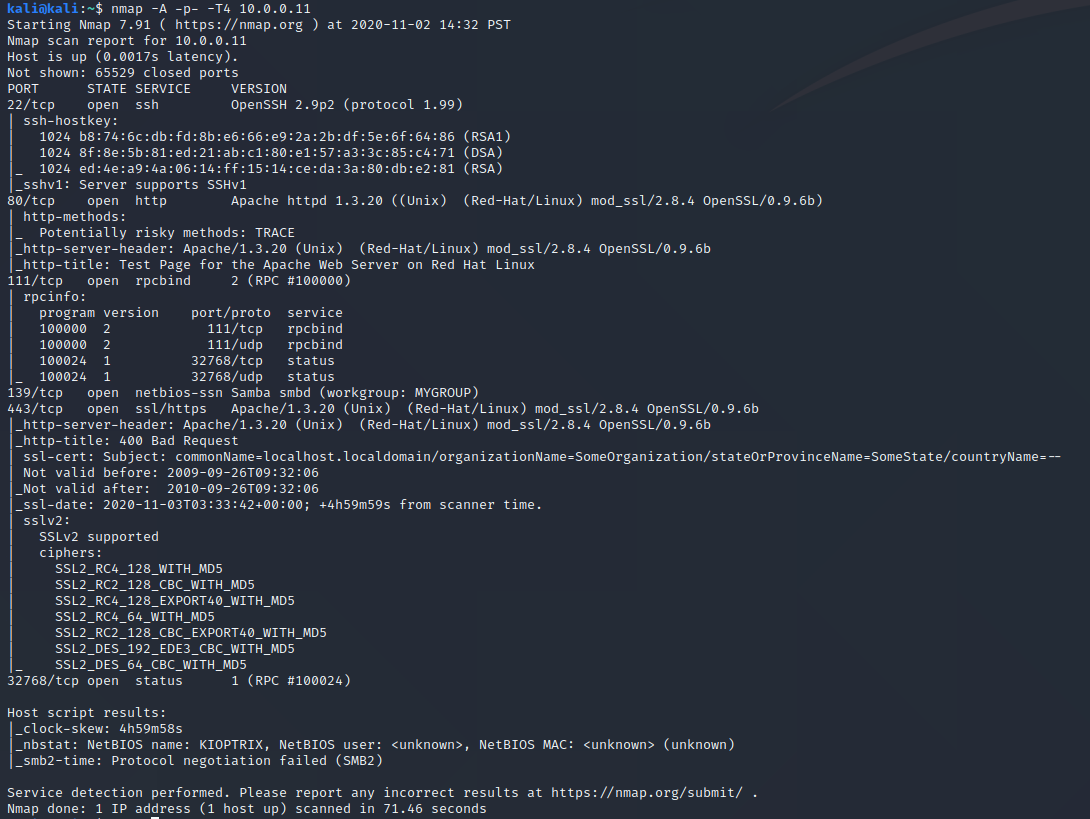 kali@kali:~$ nmap -A -p- -T4 10.0.0.11
Starting Nmap 7.91 ( https://nmap.org ) at 2020-11-02 14:32 PST
Nmap scan report for 10.0.0.11
Host is up (0.0017s latency).
Not shown: 65529 closed ports
PORT      STATE SERVICE     VERSION
22/tcp    open  ssh         OpenSSH 2.9p2 (protocol 1.99)
| ssh-hostkey:
|   1024 b8:74:6c:db:fd:8b:e6:66:e9:2a:2b:df:5e:6f:64:86 (RSA1)
|   1024 8f:8e:5b:81:ed:21:ab:c1:80:e1:57:a3:3c:85:c4:71 (DSA)
|_  1024 ed:4e:a9:4a:06:14:ff:15:14:ce:da:3a:80:db:e2:81 (RSA)
|_sshv1: Server supports SSHv1
80/tcp    open  http        Apache httpd 1.3.20 ((Unix)  (Red-Hat/Linux) mod_ssl/2.8.4 OpenSSL/0.9.6b)
| http-methods:
|_  Potentially risky methods: TRACE
|_http-server-header: Apache/1.3.20 (Unix)  (Red-Hat/Linux) mod_ssl/2.8.4 OpenSSL/0.9.6b
|_http-title: Test Page for the Apache Web Server on Red Hat Linux
111/tcp   open  rpcbind     2 (RPC #100000)
| rpcinfo:
|   program version    port/proto  service
|   100000  2            111/tcp   rpcbind
|   100000  2            111/udp   rpcbind
|   100024  1          32768/tcp   status
|_  100024  1          32768/udp   status
139/tcp   open  netbios-ssn Samba smbd (workgroup: MYGROUP)
443/tcp   open  ssl/https   Apache/1.3.20 (Unix)  (Red-Hat/Linux) mod_ssl/2.8.4 OpenSSL/0.9.6b
|_http-server-header: Apache/1.3.20 (Unix)  (Red-Hat/Linux) mod_ssl/2.8.4 OpenSSL/0.9.6b
|_http-title: 400 Bad Request
| ssl-cert: Subject: commonName=localhost.localdomain/organizationName=SomeOrganization/stateOrProvinceName=SomeState/countryName=--
| Not valid before: 2009-09-26T09:32:06
|_Not valid after:  2010-09-26T09:32:06
|_ssl-date: 2020-11-03T03:33:42+00:00; +4h59m59s from scanner time.
| sslv2:
|   SSLv2 supported
|   ciphers:
|     SSL2_RC4_128_WITH_MD5
|     SSL2_RC2_128_CBC_WITH_MD5
|     SSL2_RC4_128_EXPORT40_WITH_MD5
|     SSL2_RC4_64_WITH_MD5
|     SSL2_RC2_128_CBC_EXPORT40_WITH_MD5
|     SSL2_DES_192_EDE3_CBC_WITH_MD5
|_    SSL2_DES_64_CBC_WITH_MD5
32768/tcp open  status      1 (RPC #100024)

Host script results:
|_clock-skew: 4h59m58s
|_nbstat: NetBIOS name: KIOPTRIX, NetBIOS user: <unknown>, NetBIOS MAC: <unknown> (unknown)
|_smb2-time: Protocol negotiation failed (SMB2)

Service detection performed. Please report any incorrect results at https://nmap.org/submit/ .
Nmap done: 1 IP address (1 host up) scanned in 71.46 seconds